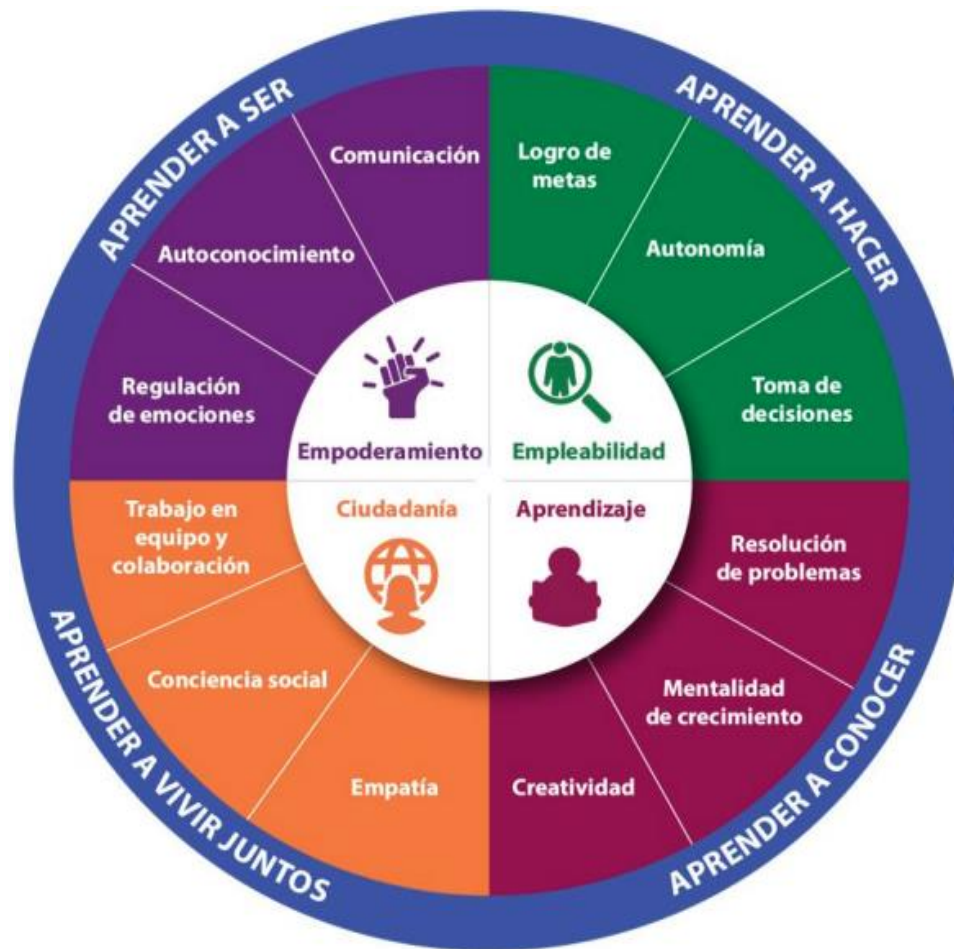 APRENDER A SER
Comunicación
Autoconocimiento
Regulación
de emociones
Empoderamiento
APRENDER A HACER
Logro de
metas
Autonomía
Toma de
decisiones
Empleabilidad
APRENDER A VIVIR JUNTOS
Trabajo en
equipo y
colaboración
Conciencia social
Empatía
Ciudadanía
APRENDER A CONOCER
Resolución
de problemas
Mentalidad
de crecimiento
Creatividad
Aprendizaje